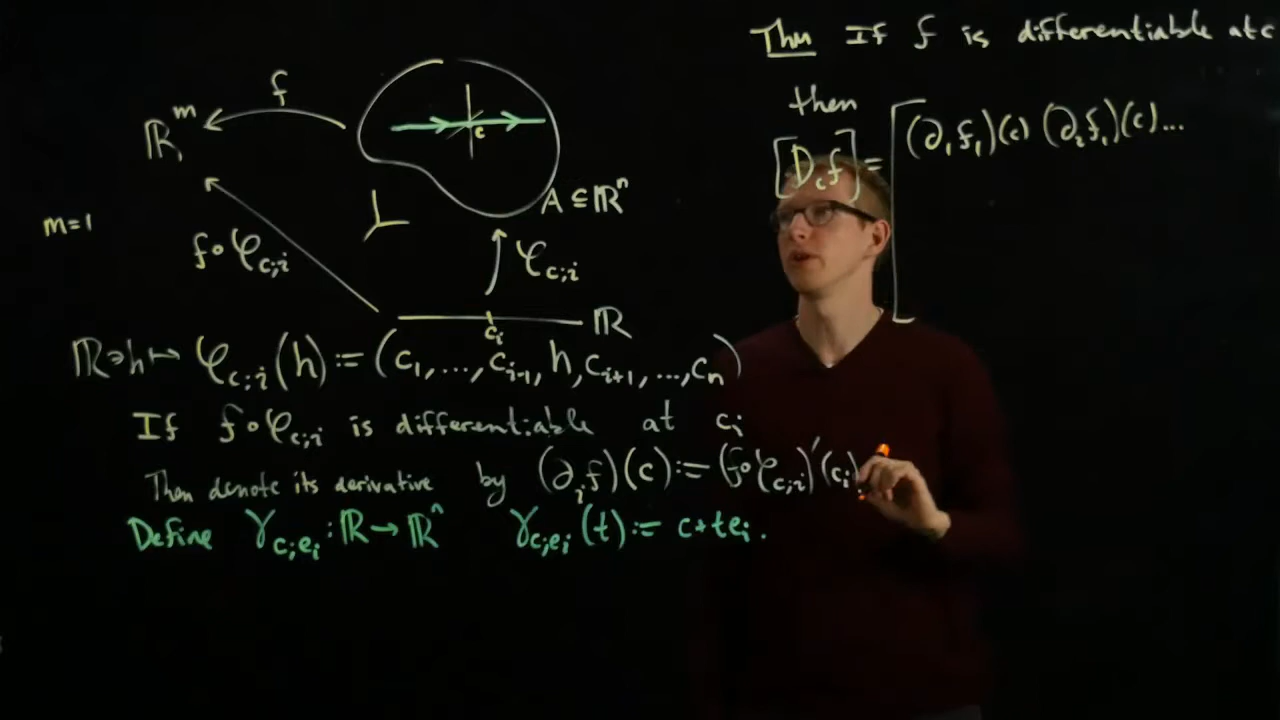 Thm If f is differentiable at c
then
[D_c f] = [ (∂_1 f_1)(c) (∂_2 f_1)(c) ...
f
ℝ^m
c
A ⊆ ℝ^n
m=1
f∘φ_{c;i}
φ_{c;i}
c_i ℝ
ℝ∋h↦ φ_{c;i}(h) := (c_1, ..., c_{i-1}, h, c_{i+1}, ..., c_n)
If f∘φ_{c;i} is differentiable at c_i
Then denote its derivative by (∂_i f)(c) := (f∘φ_{c;i})'(c_i)
Define γ_{c;e_i} : ℝ → ℝ^n γ_{c;e_i}(t) := c+te_i.